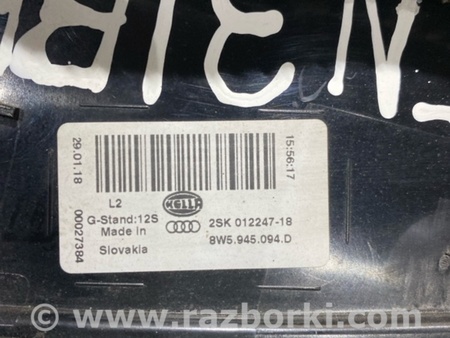 29.01.18
00027384
15:56:17
L2
G-Stand:12S
Made in
Slovakia
HELLA
2SK 012247-18
8W5.945.094.D
© www.razborki.com